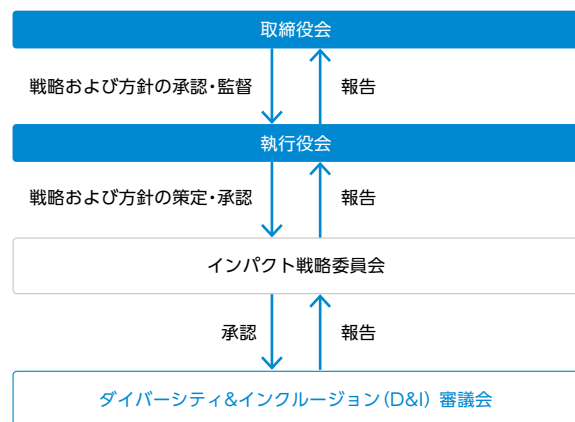 取締役会
戦略および方針の承認・監督
報告
執行役会
戦略および方針の策定・承認
報告
インパクト戦略委員会
承認
報告
ダイバーシティ&インクルージョン(D&I) 審議会